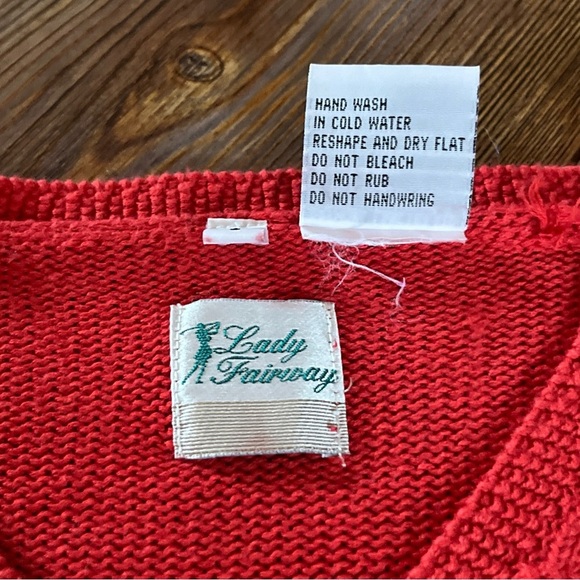 HAND WASH
IN COLD WATER
RESHAPE AND DRY FLAT
DO NOT BLEACH
DO NOT RUB
DO NOT HANDWRING
Lady
Fairway